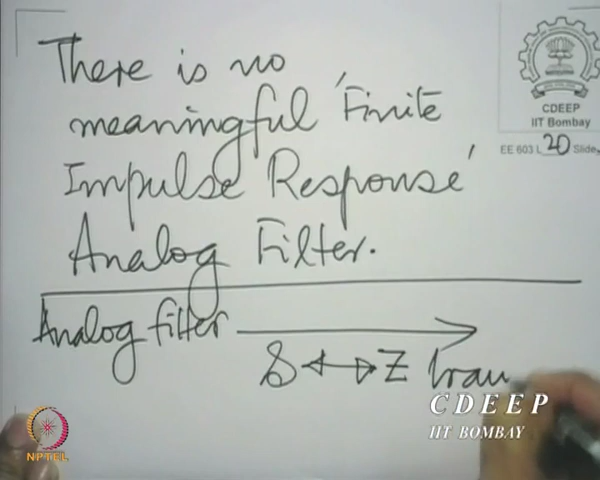 There is no
meaningful 'Finite
Impulse Response'
Analog Filter.
Analog filter
S ↔ Z tran
CDEEP
IIT Bombay
EE 603 L 20 Slide
CDEEP
IIT BOMBAY
NPTEL